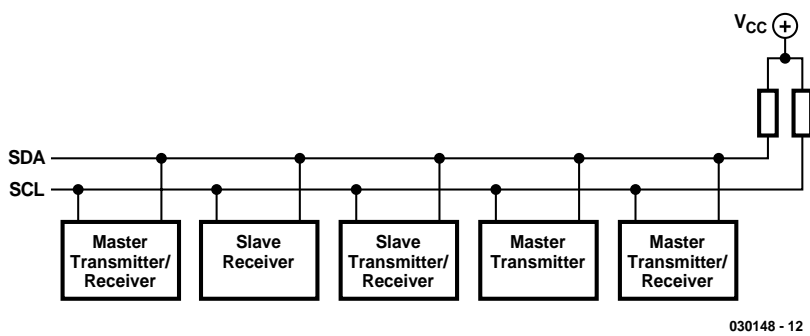 VCC +
SDA
SCL
Master
Transmitter/
Receiver
Slave
Receiver
Slave
Transmitter/
Receiver
Master
Transmitter
Master
Transmitter/
Receiver
030148 - 12